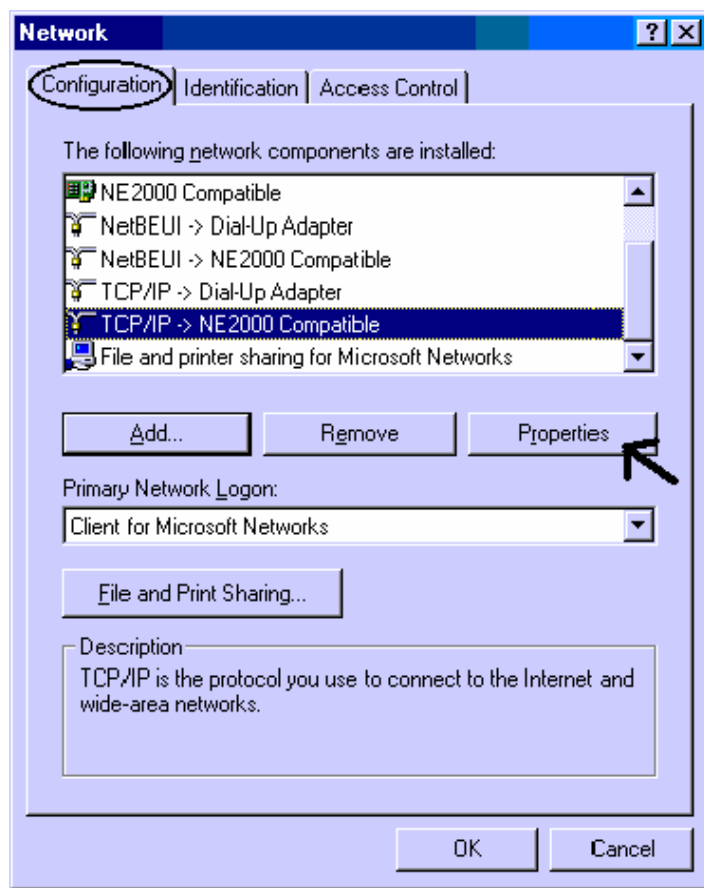 Network
Configuration Identification Access Control
The following network components are installed:
NE2000 Compatible
NetBEUI -> Dial-Up Adapter
NetBEUI -> NE2000 Compatible
TCP/IP -> Dial-Up Adapter
TCP/IP -> NE2000 Compatible
File and printer sharing for Microsoft Networks
Add... Remove Properties
Primary Network Logon:
Client for Microsoft Networks
File and Print Sharing...
Description
TCP/IP is the protocol you use to connect to the Internet and
wide-area networks.
OK Cancel